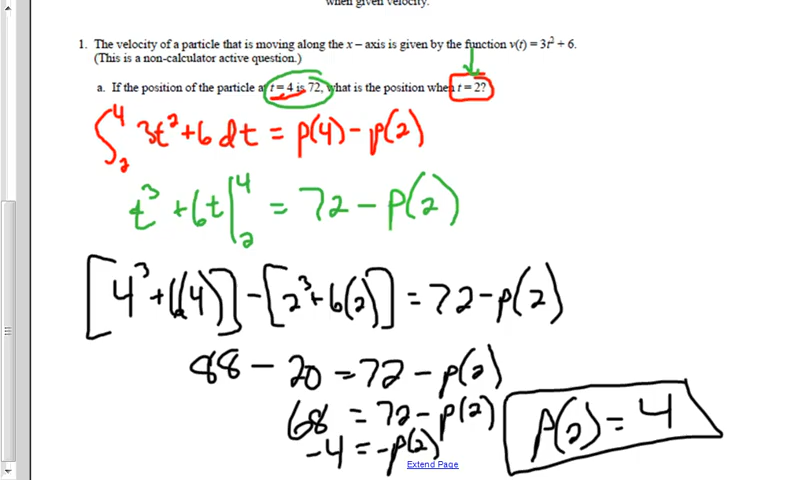 when given velocity.
1. The velocity of a particle that is moving along the x – axis is given by the function v(t) = 3t² + 6.
(This is a non-calculator active question.)
a. If the position of the particle at t = 4 is 72, what is the position when t = 2?
∫₂⁴ 3t² + 6 dt = p(4) – p(2)
t³ + 6t |₂⁴ = 72 – p(2)
[4³ + 6(4)] – [2³ + 6(2)] = 72 – p(2)
88 – 20 = 72 – p(2)
68 = 72 – p(2)
-4 = -p(2)
P(2) = 4
Extend Page